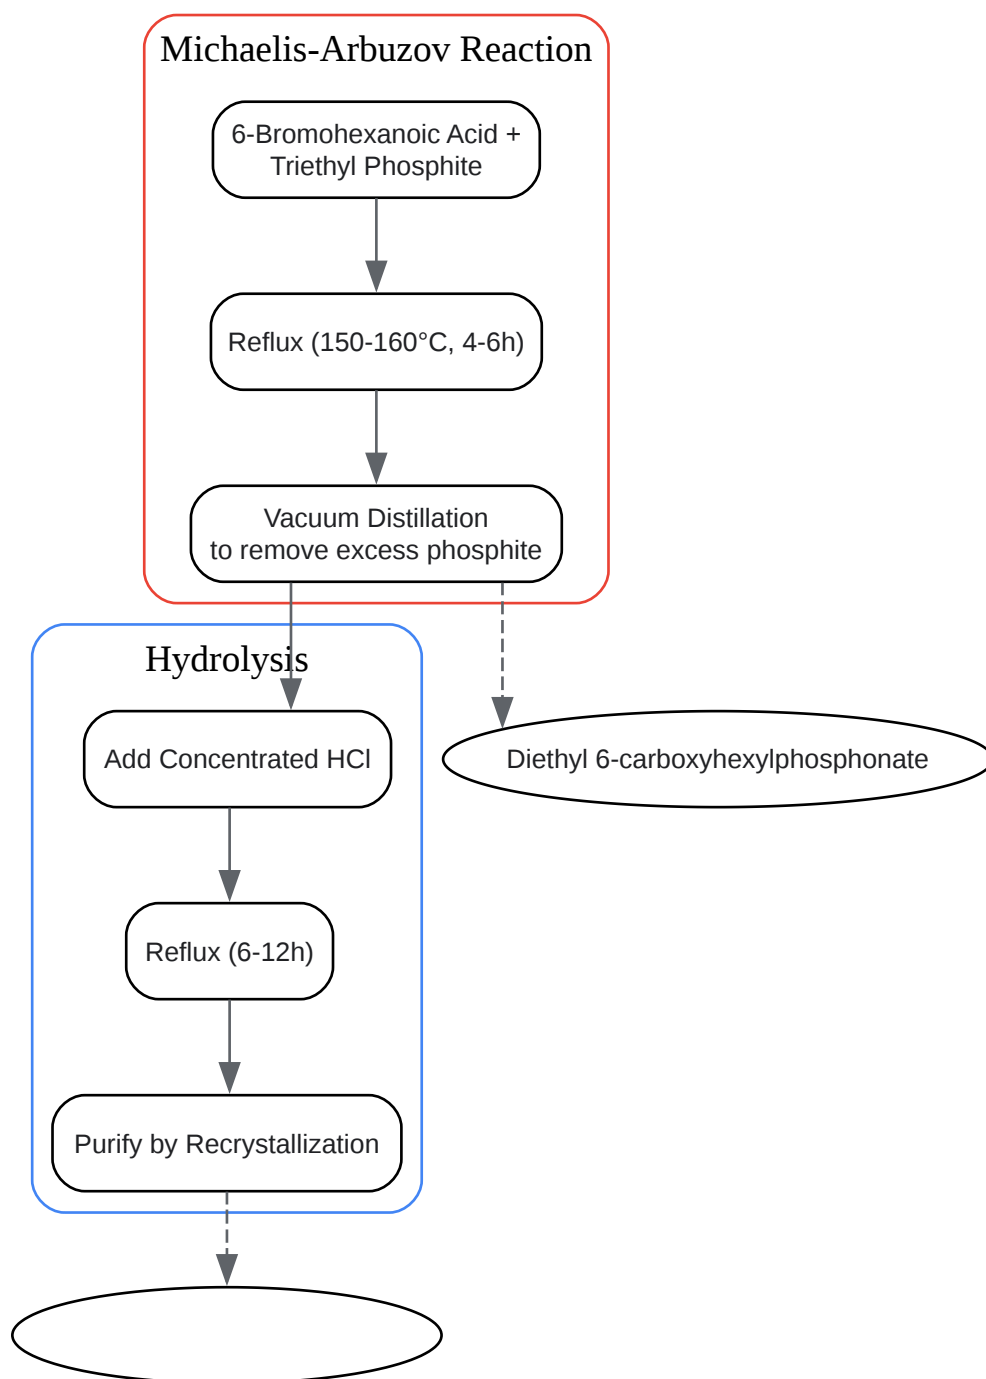 Michaelis-Arbuzov Reaction
6-Bromohexanoic Acid +
Triethyl Phosphite
Reflux (150-160°C, 4-6h)
Vacuum Distillation
to remove excess phosphite
Hydrolysis
Add Concentrated HCl
Diethyl 6-carboxyhexylphosphonate
Reflux (6-12h)
Purify by Recrystallization